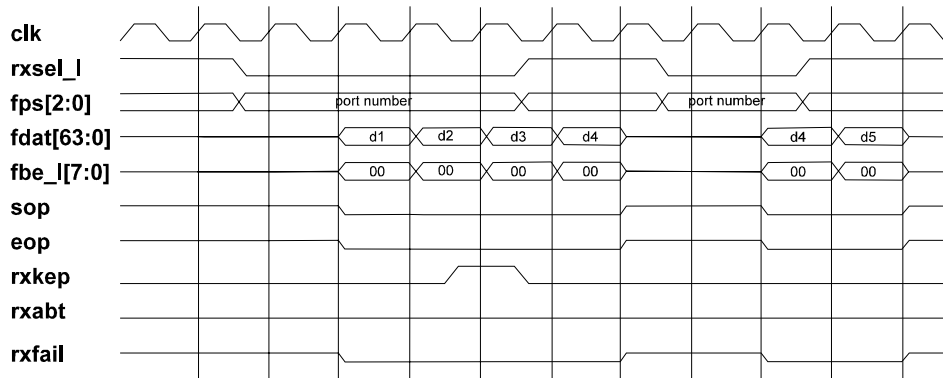 clk
rxsel_l
fps[2:0] port number port number
fdat[63:0] d1 d2 d3 d4 d4 d5
fbe_l[7:0] 00 00 00 00 00 00
sop
eop
rxkep
rxabt
rxfail